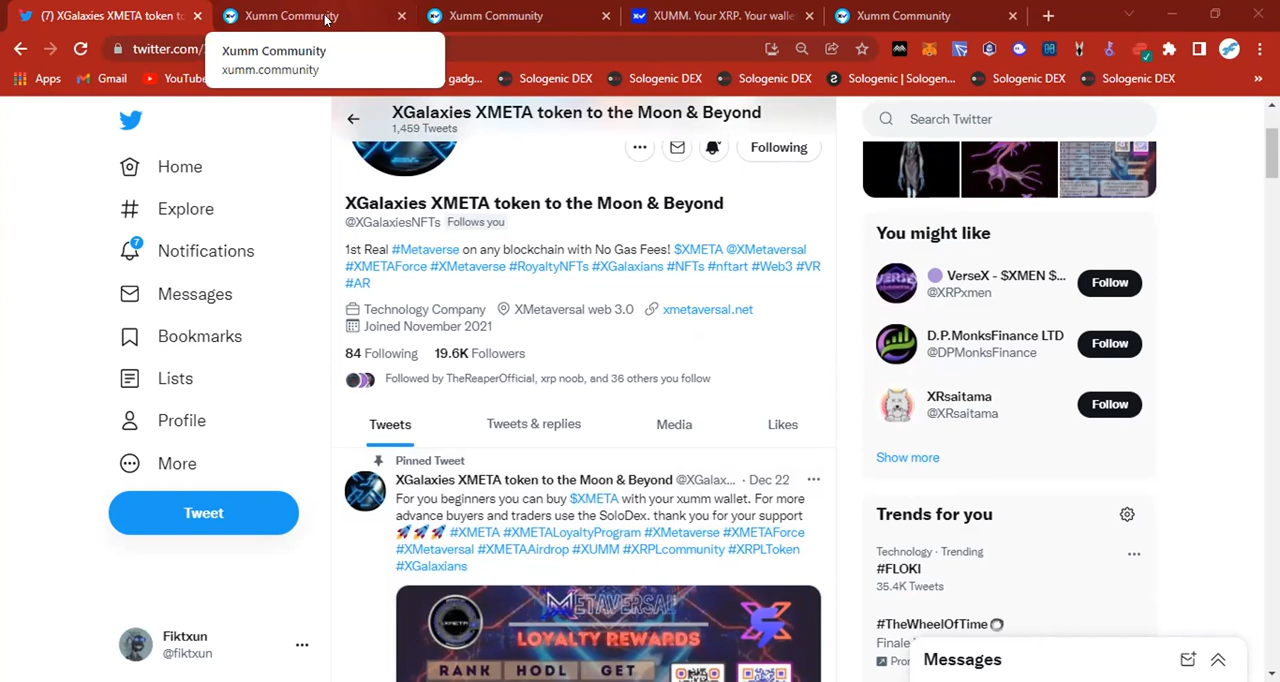 (7) XGalaxies XMETA token to
Xumm Community
Xumm Community
XUMM. Your XRP. Your walle
Xumm Community
twitter.com/
Xumm Community
xumm.community
Apps
Gmail
YouTube
gadg...
Sologenic DEX
Sologenic DEX
Sologenic DEX
Sologenic | Sologen...
Sologenic DEX
Sologenic DEX
XGalaxies XMETA token to the Moon & Beyond
1,459 Tweets
Search Twitter
Home
Explore
7
Notifications
Messages
Bookmarks
Lists
Profile
More
Tweet
Fiktxun
@fiktxun
Following
XGalaxies XMETA token to the Moon & Beyond
@XGalaxiesNFTs Follows you
1st Real #Metaverse on any blockchain with No Gas Fees! $XMETA @XMetaversal
#XMETAForce #XMetaverse #RoyaltyNFTs #XGalaxians #NFTs #nftart #Web3 #VR
#AR
Technology Company XMetaversal web 3.0 xmetaversal.net
Joined November 2021
84 Following 19.6K Followers
Followed by TheReaperOfficial, xrp noob, and 36 others you follow
Tweets
Tweets & replies
Media
Likes
Pinned Tweet
XGalaxies XMETA token to the Moon & Beyond @XGalax... · Dec 22
For you beginners you can buy $XMETA with your xumm wallet. For more
advance buyers and traders use the SoloDex. thank you for your support
🚀🚀🚀 #XMETA #XMETALoyaltyProgram #XMetaverse #XMETAForce
#XMetaversal #XMETAAirdrop #XUMM #XRPLcommunity #XRPLToken
#XGalaxians
METAVERSAL
LOYALTY REWARDS
RANK HODL GET
You might like
VerseX - $XMEN $...
@XRPxmen
Follow
D.P.MonksFinance LTD
@DPMonksFinance
Follow
XRsaitama
@XRsaitama
Follow
Show more
Trends for you
Technology · Trending
#FLOKI
35.4K Tweets
#TheWheelOfTime
Finale
Pro
Messages